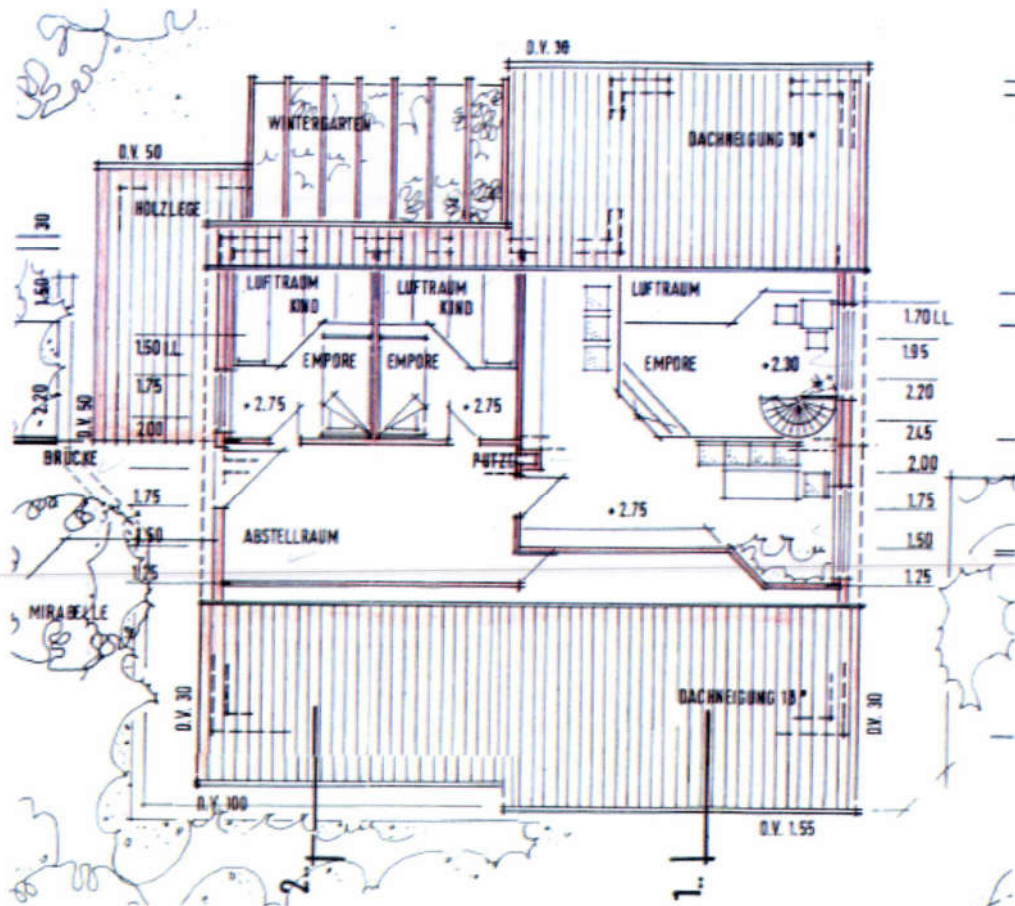 D.V. 30
WINTERGARTEN
DACHNEIGUNG 18°
D.V. 50
HOLZLEGE
30
1.50
LUFTRAUM
KIND
LUFTRAUM
KIND
LUFTRAUM
1.70 LL
1.50 LL
EMPORE
EMPORE
EMPORE
+2.30
1.95
1.75
2.20
- 2.20
D.V. 50
2.00
+2.75
+2.75
2.45
BRÜCKE
PUTZE
2.00
1.75
+2.75
1.75
1.50
ABSTELLRAUM
1.50
1.25
1.25
MIRABELLE
D.V. 30
DACHNEIGUNG 18°
D.V. 30
D.V. 100
D.V. 1.55
2..
1..